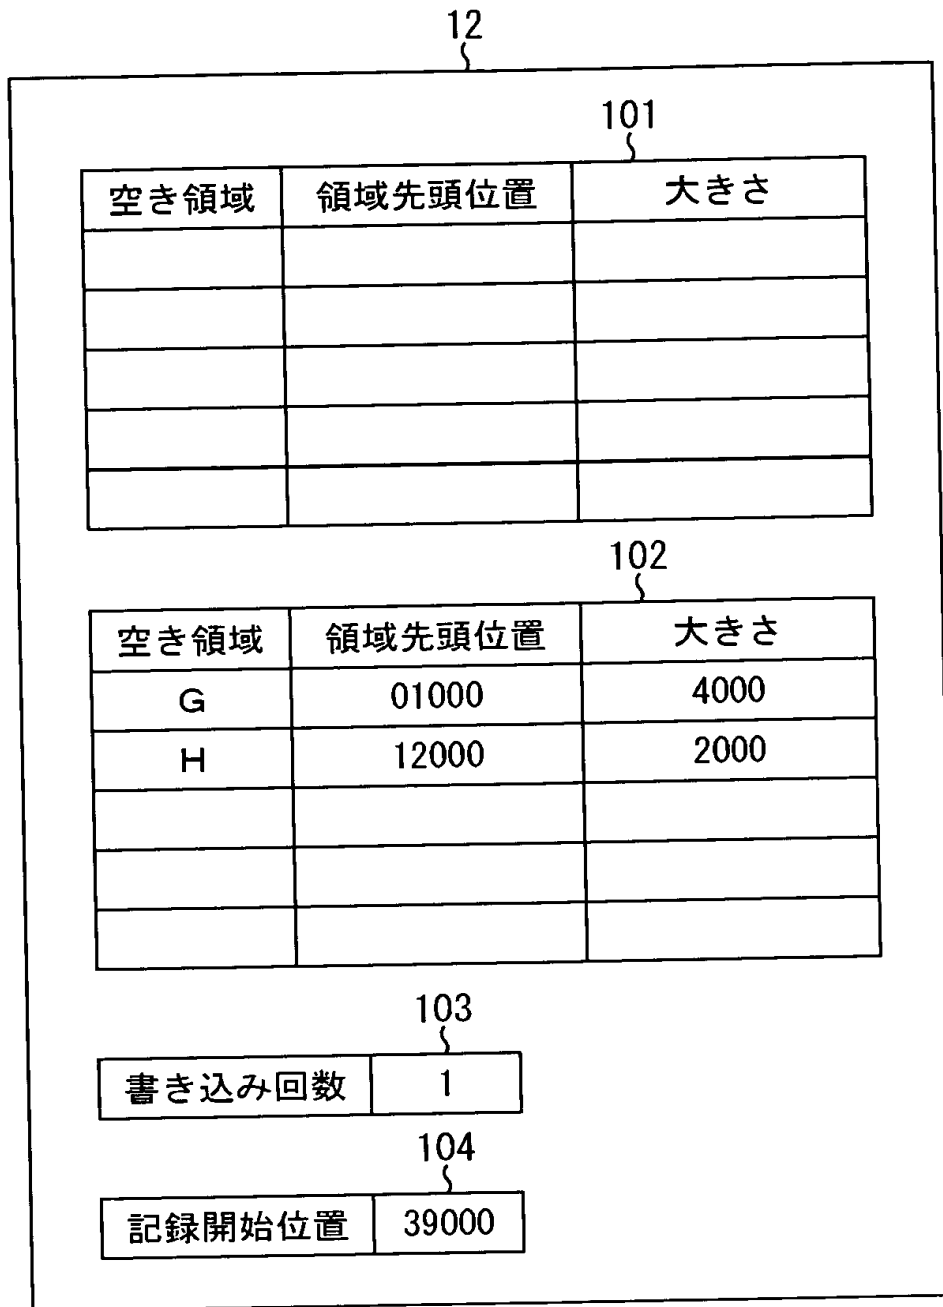 12
101
空き領域 領域先頭位置 大きさ
102
空き領域 領域先頭位置 大きさ
G 01000 4000
H 12000 2000
103
書き込み回数 1
104
記録開始位置 39000